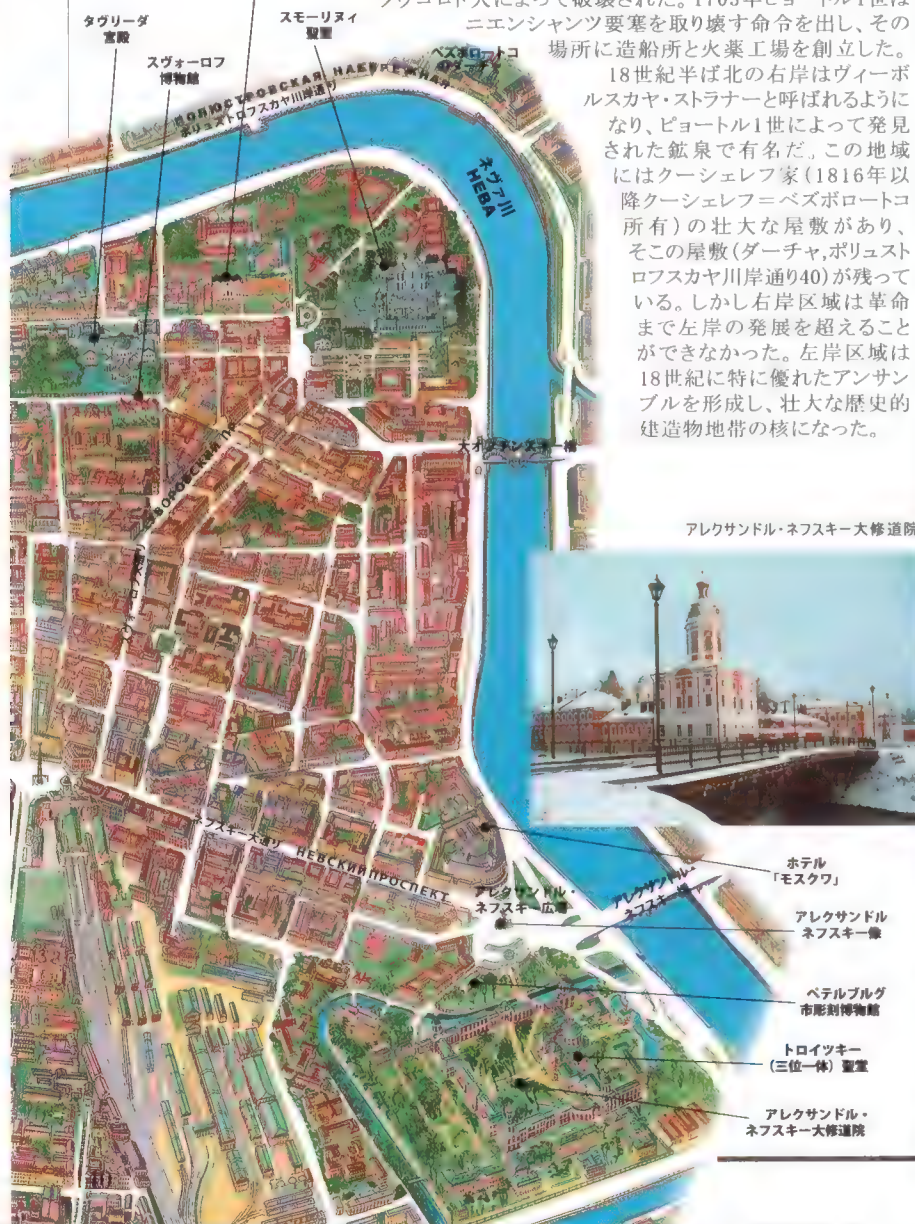 ニエンシャンツ要塞を取り壊す命令を出し、その
場所に造船所と火薬工場を創立した。
18世紀半ば北の右岸はヴィーボ
ルスカヤ・ストラナーと呼ばれるように
なり、ピョートル1世によって発見
された鉱泉で有名だ。この地域
にはクーシェレフ家(1816年以
降クーシェレフ=ベズボロートコ
所有)の壮大な屋敷があり、
そこの屋敷(ダーチャ,ポリュスト
ロフスカヤ川岸通り40)が残って
いる。しかし右岸区域は革命
まで左岸の発展を超えること
ができなかった。左岸区域は
18世紀に特に優れたアンサン
ブルを形成し、壮大な歴史的
建造物地帯の核になった。
タヴリーダ
宮殿
スモーリヌィ
聖堂
スヴォーロフ
博物館
ベズボロートコ
ポリュストロフスカヤ川岸通り
ネヴァ川
НЕВА
ネフスキー大通り НЕВСКИЙ ПРОСПЕКТ
アレクサンドル・
ネフスキー広場
アレクサンドル・
ネフスキー橋
アレクサンドル・ネフスキー大修道院
ホテル
「モスクワ」
アレクサンドル
ネフスキー像
ペテルブルグ
市彫刻博物館
トロイツキー
(三位一体) 聖堂
アレクサンドル・
ネフスキー大修道院